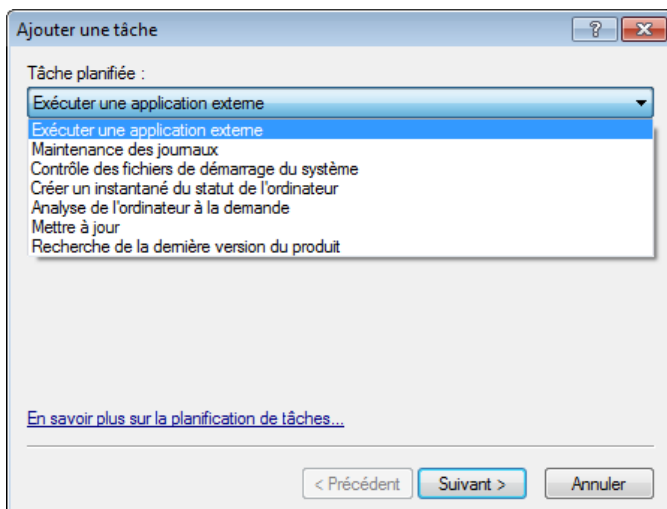 Ajouter une tâche
Tâche planifiée :
Exécuter une application externe
Exécuter une application externe
Maintenance des journaux
Contrôle des fichiers de démarrage du système
Créer un instantané du statut de l'ordinateur
Analyse de l'ordinateur à la demande
Mettre à jour
Recherche de la dernière version du produit
En savoir plus sur la planification de tâches...
< Précédent Suivant > Annuler